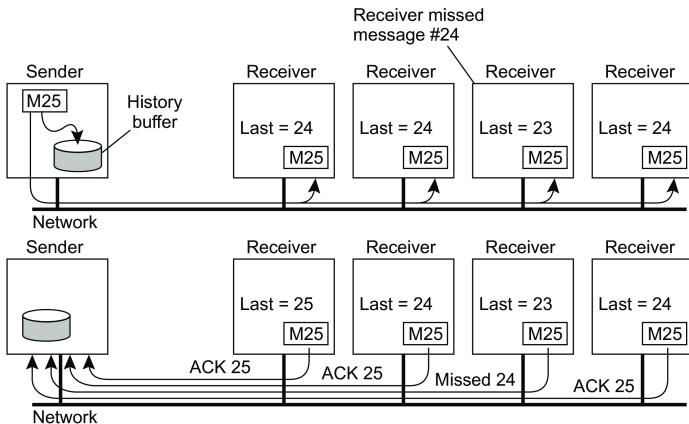 Receiver missed
message #24
Sender
Receiver
Receiver
Receiver
Receiver
M25
History
buffer
Last = 24
Last = 24
Last = 23
Last = 24
M25
M25
M25
M25
Network
Sender
Receiver
Receiver
Receiver
Receiver
Last = 25
Last = 24
Last = 23
Last = 24
M25
M25
M25
M25
ACK 25
ACK 25
Missed 24
ACK 25
Network